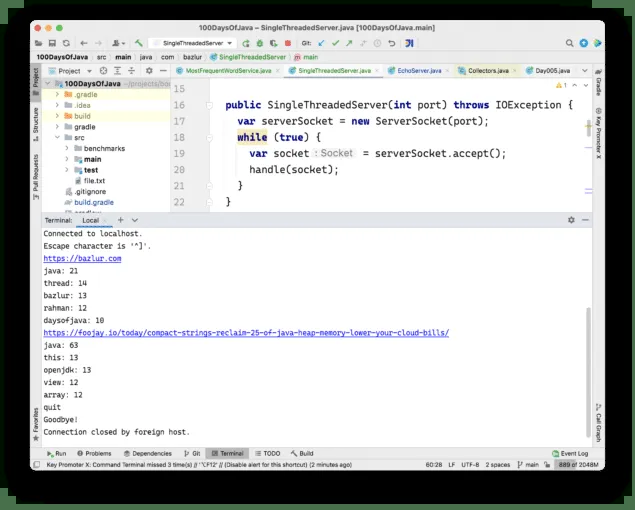 100DaysOfJava – SingleThreadedServer.java [100DaysOfJava.main]
SingleThreadedServer
Git:
100DaysOfJava src main java com bazlur SingleThreadedServer main
Project
MostFrequentWordService.java SingleThreadedServer.java EchoServer.java Collectors.java Day005.java
100DaysOfJava
.gradle
.idea
build
gradle
src
benchmarks
main
test
file.txt
.gitignore
build.gradle
15
16 public SingleThreadedServer(int port) throws IOException {
17 var serverSocket = new ServerSocket(port);
18 while (true) {
19 var socket : Socket = serverSocket.accept();
20 handle(socket);
21 }
22 }
1
Project
Structure
Pull Requests
Favorites
Gradle
Key Promoter X
Call Graph
Terminal: Local
Connected to localhost.
Escape character is '^]'.
https://bazlur.com
java: 21
thread: 14
bazlur: 13
rahman: 12
daysofjava: 10
https://foojay.io/today/compact-strings-reclaim-25-of-java-heap-memory-lower-your-cloud-bills/
java: 63
this: 13
openjdk: 13
view: 12
array: 12
quit
Goodbye!
Connection closed by foreign host.
Run Problems Dependencies Git Terminal TODO Build Event Log
Key Promoter X: Command Terminal missed 3 time(s) // '⌥F12' // (Disable alert for this shortcut) (2 minutes ago) 60:28 LF UTF-8 2 spaces main 889 of 2048M